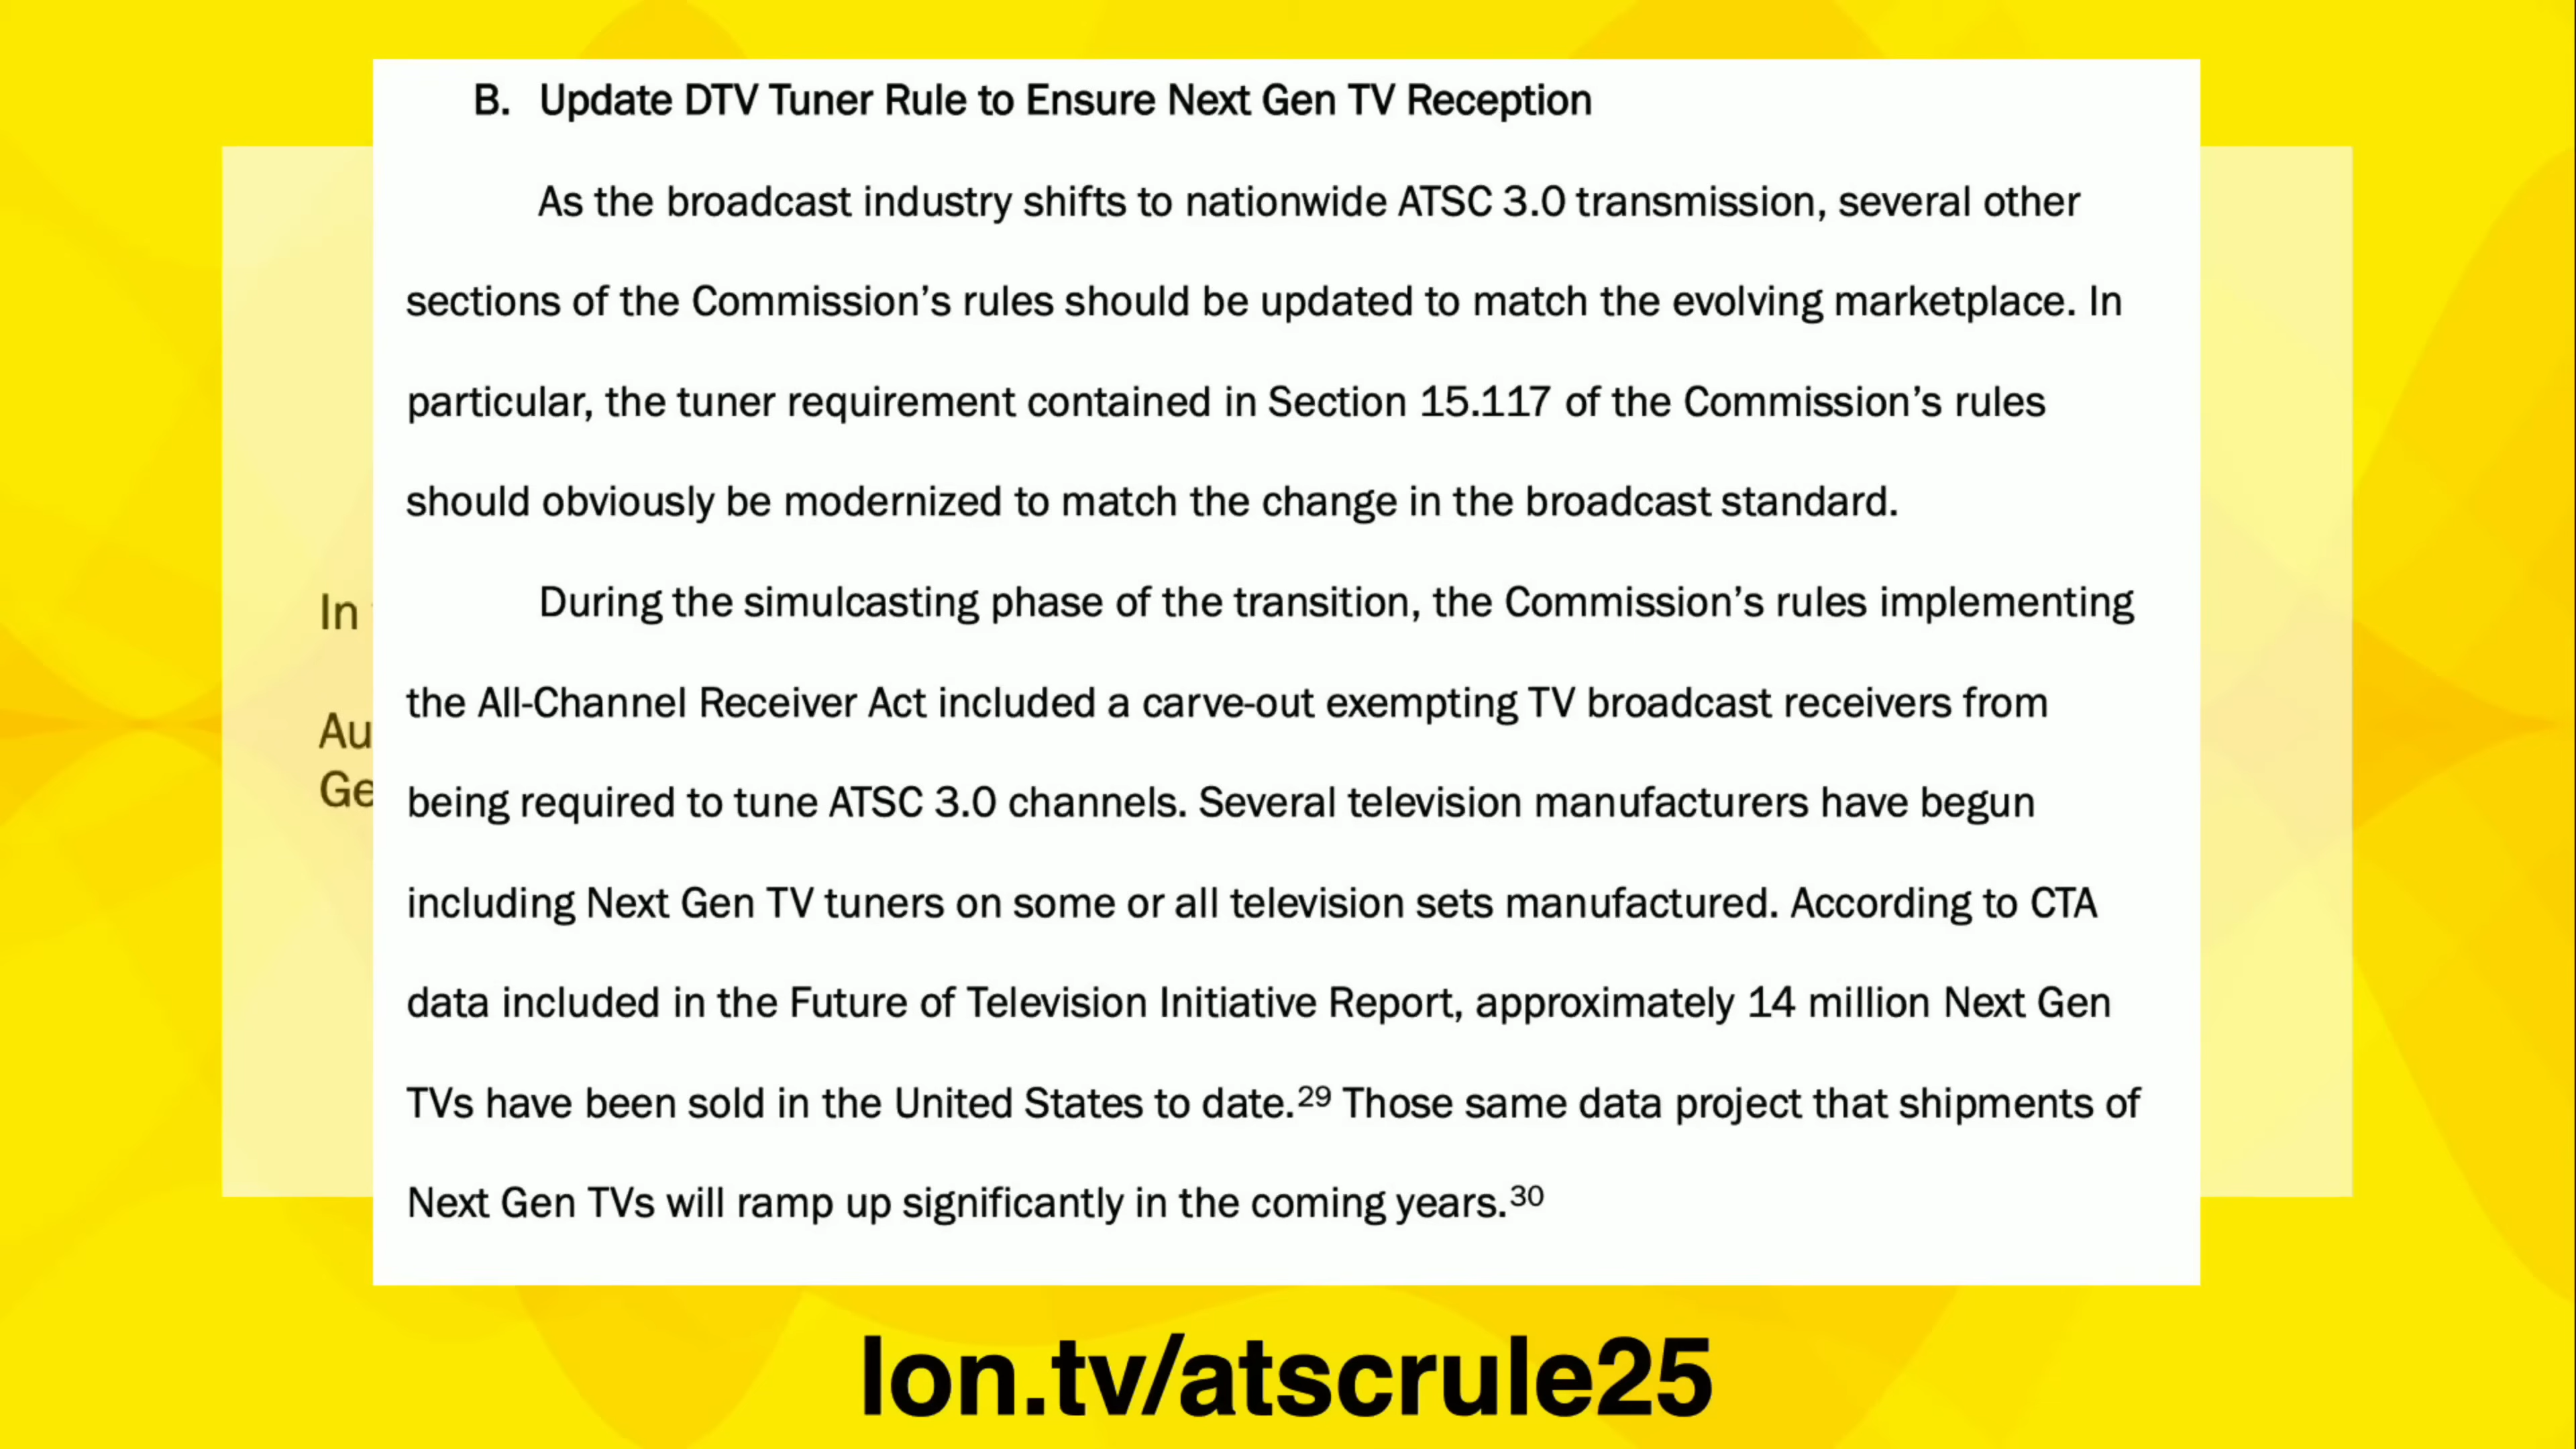 B. Update DTV Tuner Rule to Ensure Next Gen TV Reception
As the broadcast industry shifts to nationwide ATSC 3.0 transmission, several other
sections of the Commission’s rules should be updated to match the evolving marketplace. In
particular, the tuner requirement contained in Section 15.117 of the Commission’s rules
should obviously be modernized to match the change in the broadcast standard.
During the simulcasting phase of the transition, the Commission’s rules implementing
the All-Channel Receiver Act included a carve-out exempting TV broadcast receivers from
being required to tune ATSC 3.0 channels. Several television manufacturers have begun
including Next Gen TV tuners on some or all television sets manufactured. According to CTA
data included in the Future of Television Initiative Report, approximately 14 million Next Gen
TVs have been sold in the United States to date.29 Those same data project that shipments of
Next Gen TVs will ramp up significantly in the coming years.30
In
Au
Ge
lon.tv/atscrule25